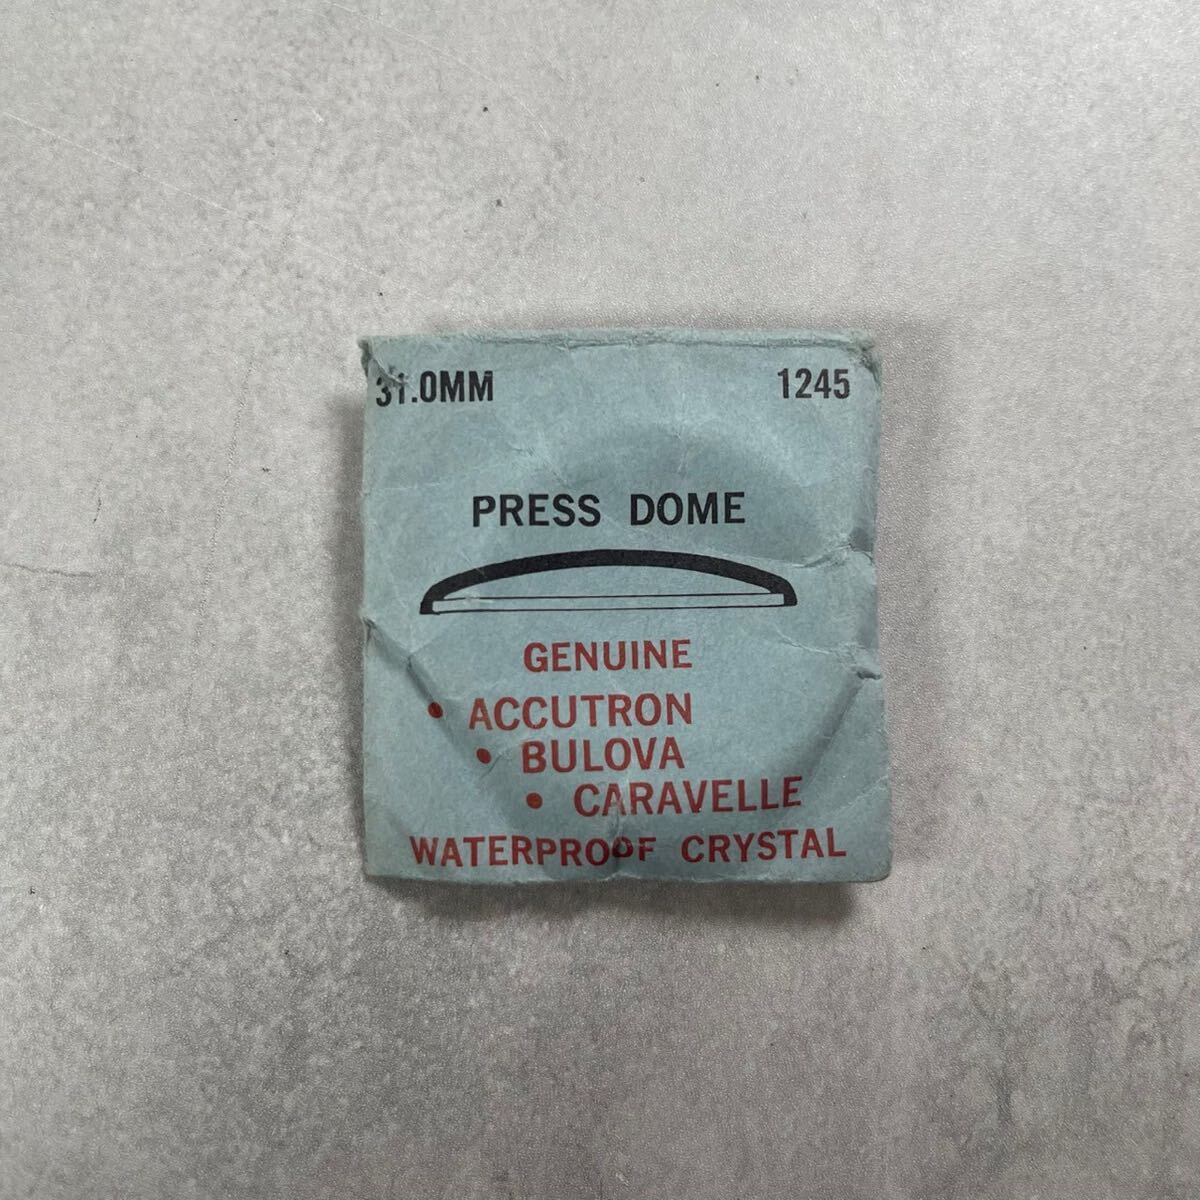 31.0MM 1245
PRESS DOME
GENUINE
• ACCUTRON
• BULOVA
• CARAVELLE
WATERPROOF CRYSTAL